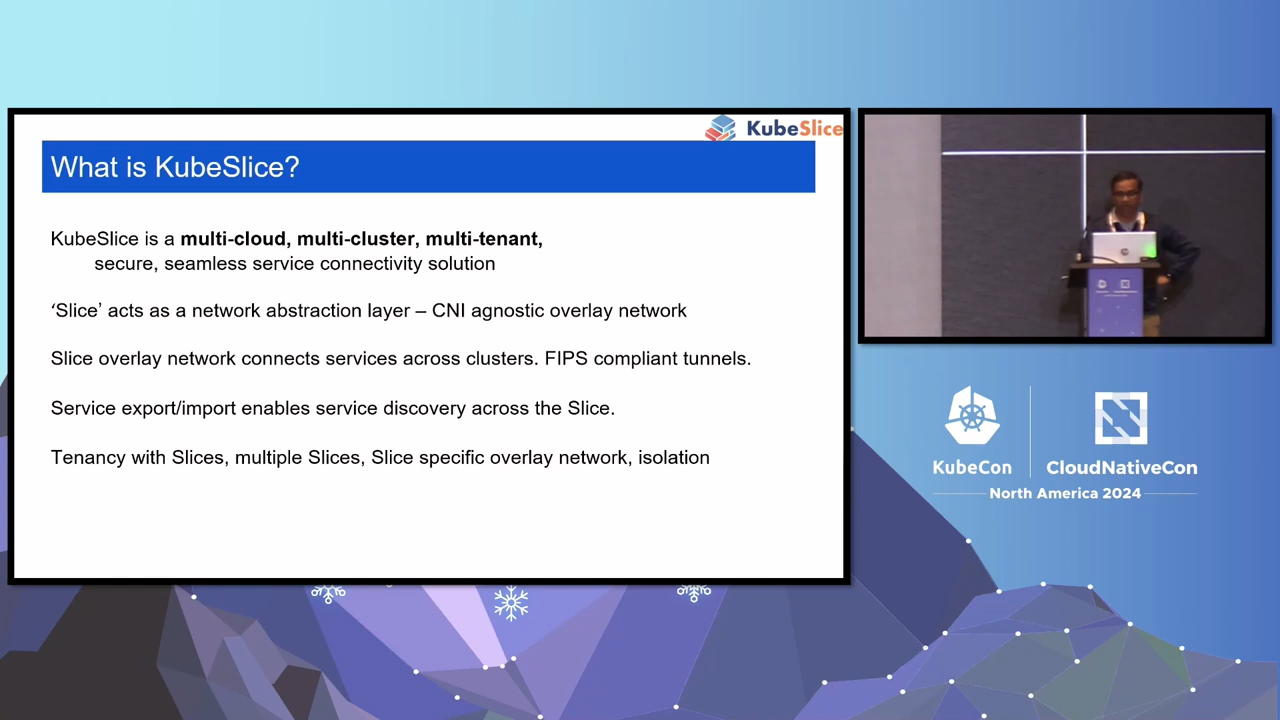 KubeSlice
What is KubeSlice?
KubeSlice is a multi-cloud, multi-cluster, multi-tenant,
secure, seamless service connectivity solution
‘Slice’ acts as a network abstraction layer – CNI agnostic overlay network
Slice overlay network connects services across clusters. FIPS compliant tunnels.
Service export/import enables service discovery across the Slice.
Tenancy with Slices, multiple Slices, Slice specific overlay network, isolation
KubeCon
CloudNativeCon
North America 2024